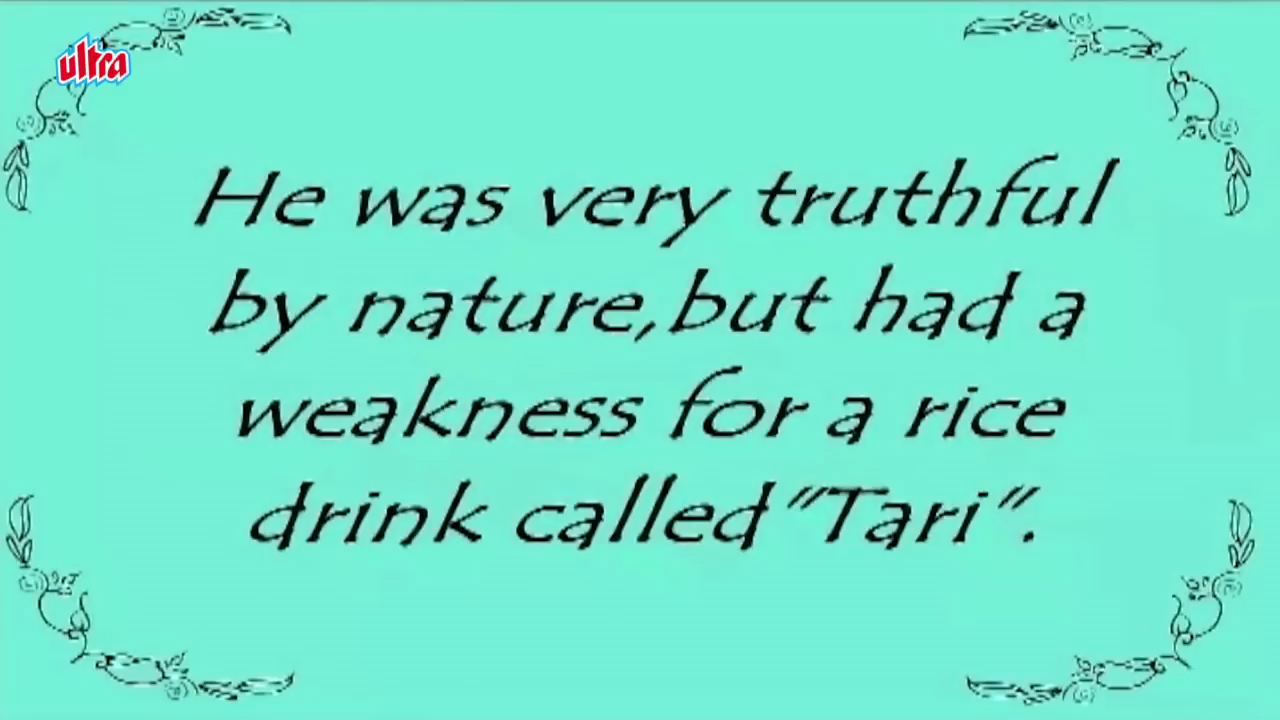 ultra
He was very truthful
by nature,but had a
weakness for a rice
drink called"Tari".